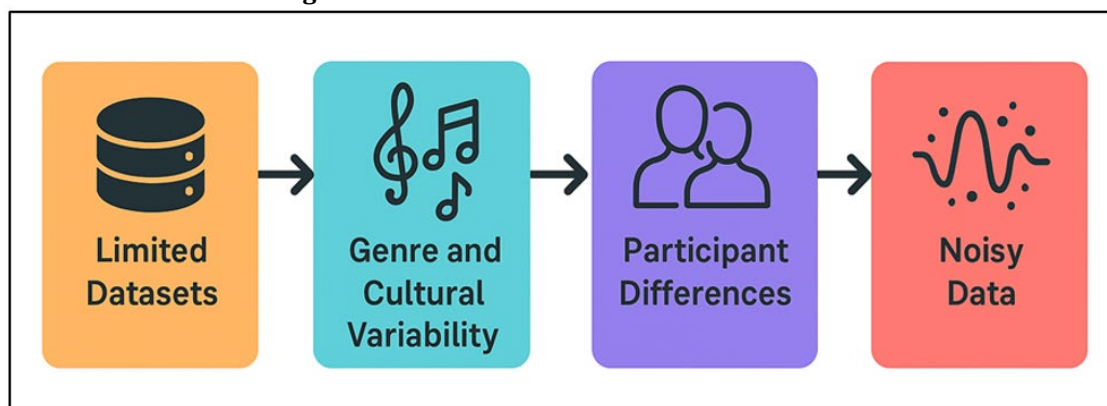 Limited
Datasets
Genre and
Cultural
Variability
Participant
Differences
Noisy
Data